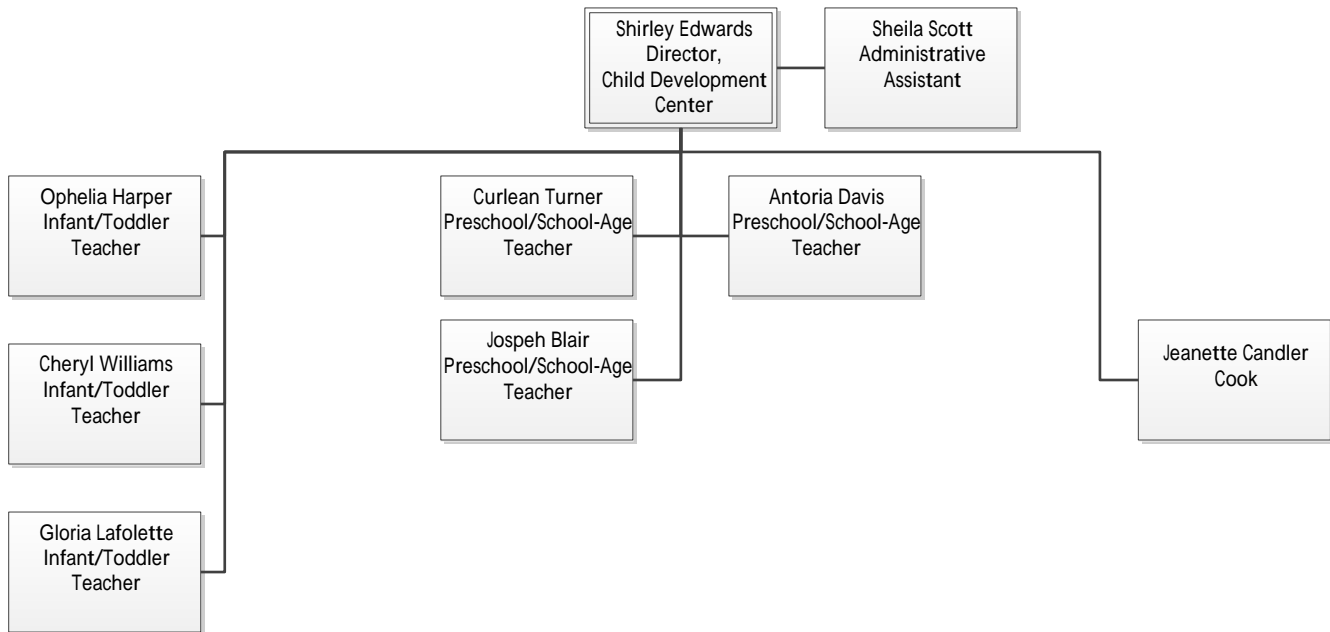 Shirley Edwards
Director,
Child Development
Center
Sheila Scott
Administrative
Assistant
Ophelia Harper
Infant/Toddler
Teacher
Curlean Turner
Preschool/School-Age
Teacher
Antoria Davis
Preschool/School-Age
Teacher
Cheryl Williams
Infant/Toddler
Teacher
Jospeh Blair
Preschool/School-Age
Teacher
Jeanette Candler
Cook
Gloria Lafolette
Infant/Toddler
Teacher